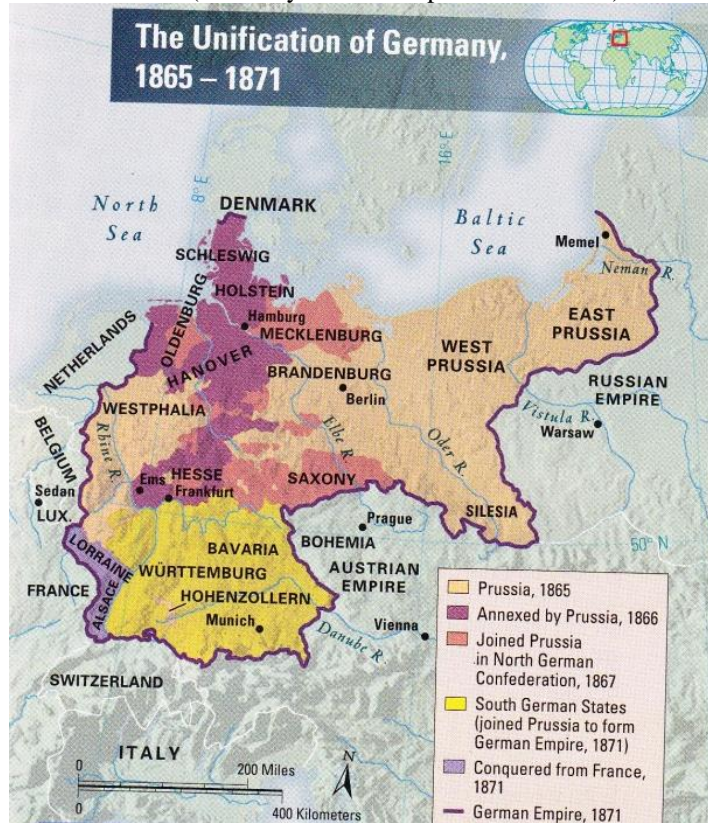 The Unification of Germany,
1865 – 1871
8° E
16° E
North
Sea
DENMARK
Baltic
Sea
Memel
Neman R.
SCHLESWIG
HOLSTEIN
Hamburg
OLDENBURG
MECKLENBURG
EAST
PRUSSIA
WEST
PRUSSIA
NETHERLANDS
HANOVER
BRANDENBURG
Berlin
RUSSIAN
EMPIRE
WESTPHALIA
Vistula R.
Warsaw
BELGIUM
Rhine R.
Elbe R.
Oder R.
Ems
HESSE
Frankfurt
SAXONY
Sedan
LUX.
SILESIA
Prague
50° N
LORRAINE
BAVARIA
BOHEMIA
WÜRTTEMBURG
AUSTRIAN
EMPIRE
FRANCE
ALSACE
HOHENZOLLERN
Munich
Danube R.
Vienna
SWITZERLAND
ITALY
0
200 Miles
0
400 Kilometers
N
Prussia, 1865
Annexed by Prussia, 1866
Joined Prussia
in North German
Confederation, 1867
South German States
(joined Prussia to form
German Empire, 1871)
Conquered from France,
1871
German Empire, 1871